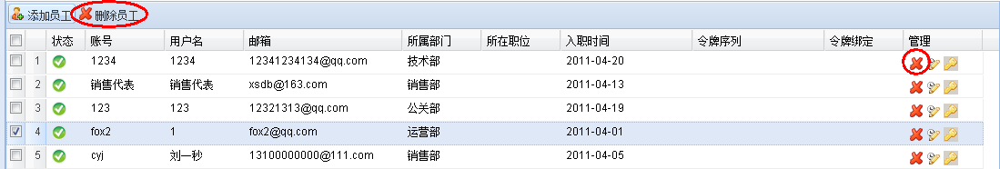 添加员工 删除员工
状态 账号 用户名 邮箱 所属部门 所在职位 入职时间 令牌序列 令牌绑定 管理
1 1234 1234 12341234134@qq.com 技术部 2011-04-20
2 销售代表 销售代表 xsdb@163.com 销售部 2011-04-13
3 123 123 12321313@qq.com 公关部 2011-04-19
4 fox2 1 fox2@qq.com 运营部 2011-04-01
5 cyj 刘一秒 13100000000@111.com 销售部 2011-04-05